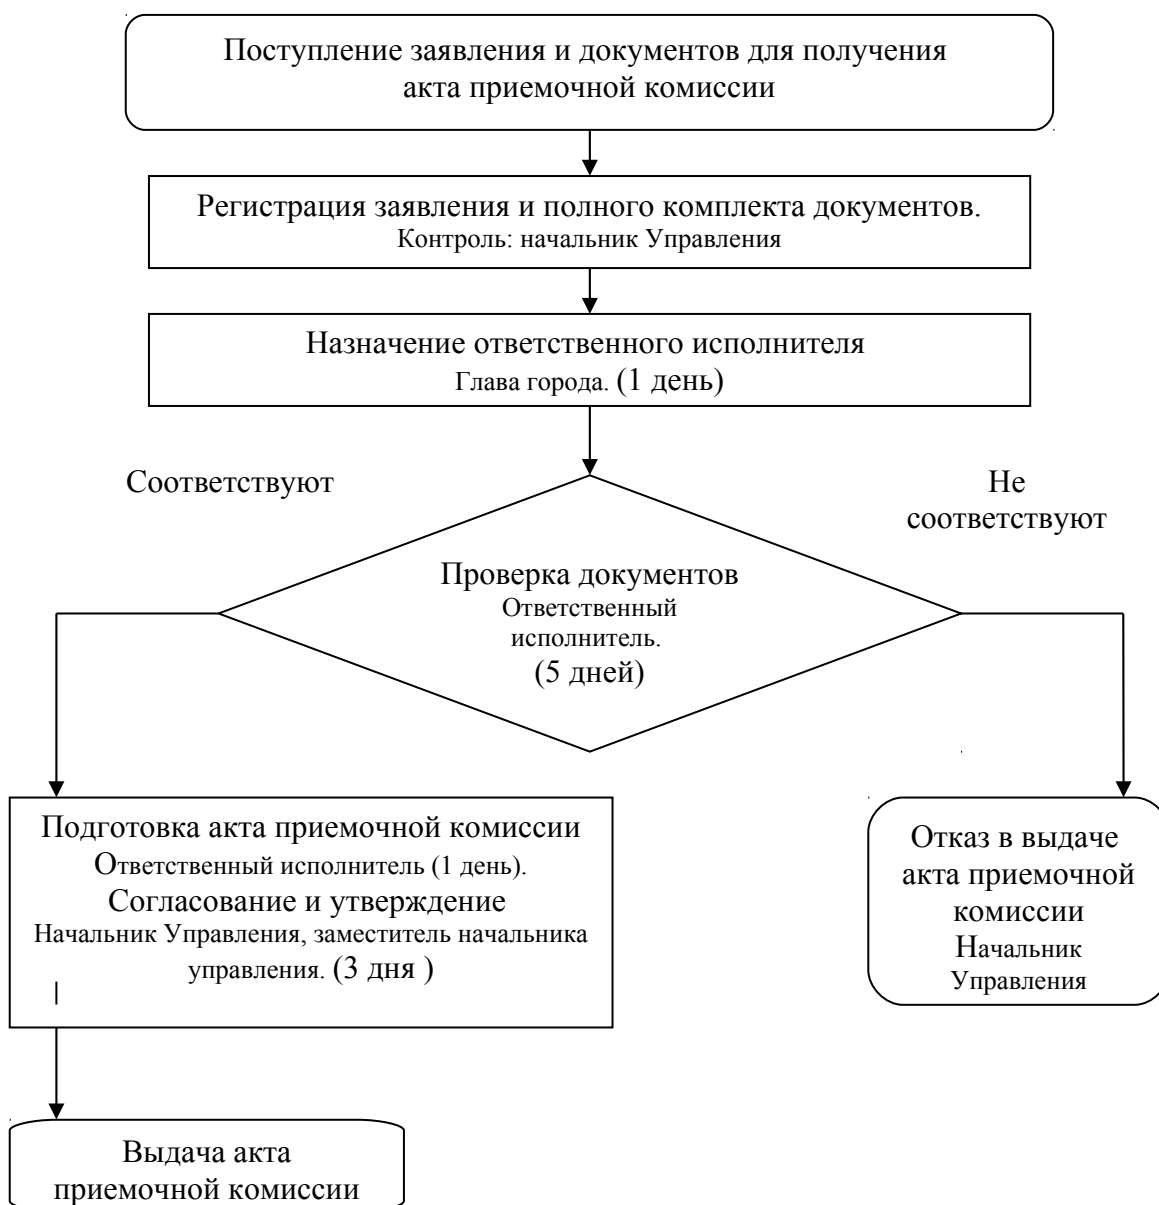 Поступление заявления и документов для получения
акта приемочной комиссии
Регистрация заявления и полного комплекта документов.
Контроль: начальник Управления
Назначение ответственного исполнителя
Глава города. (1 день)
Соответствуют
Не
соответствуют
Проверка документов
Ответственный
исполнитель.
(5 дней)
Подготовка акта приемочной комиссии
Ответственный исполнитель (1 день).
Согласование и утверждение
Начальник Управления, заместитель начальника
управления. (3 дня )
Отказ в выдаче
акта приемочной
комиссии
Начальник
Управления
Выдача акта
приемочной комиссии